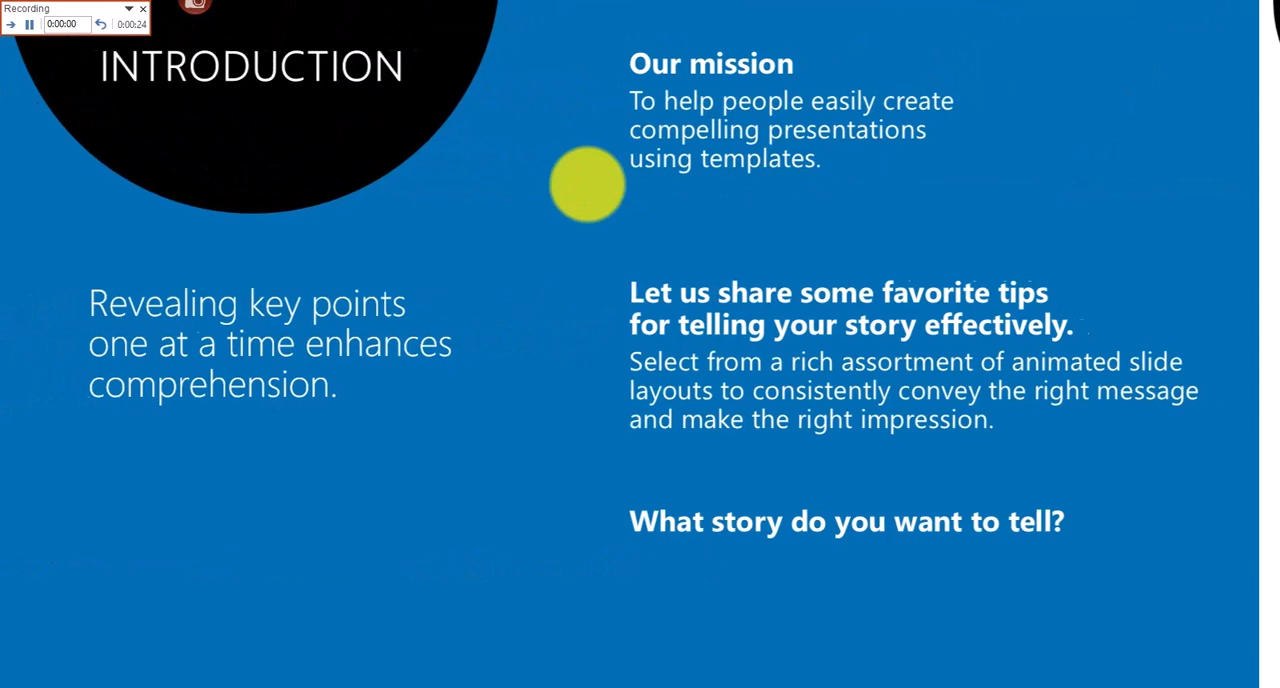 Recording
0:00:00
0:00:24
INTRODUCTION
Revealing key points
one at a time enhances
comprehension.
Our mission
To help people easily create
compelling presentations
using templates.
Let us share some favorite tips
for telling your story effectively.
Select from a rich assortment of animated slide
layouts to consistently convey the right message
and make the right impression.
What story do you want to tell?